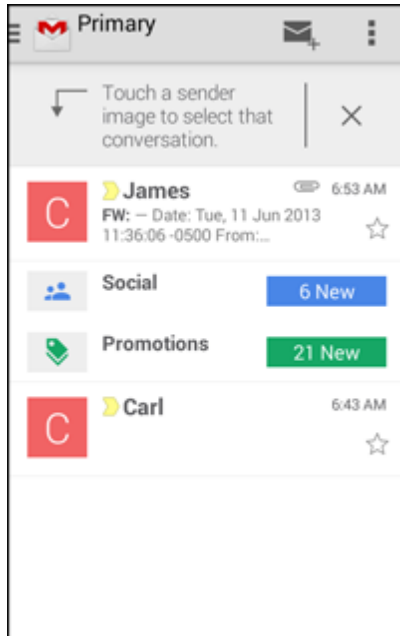 Primary
Touch a sender
image to select that
conversation.
C
James 6:53 AM
FW: – Date: Tue, 11 Jun 2013
11:36:06 -0500 From:...
Social 6 New
Promotions 21 New
C
Carl 6:43 AM